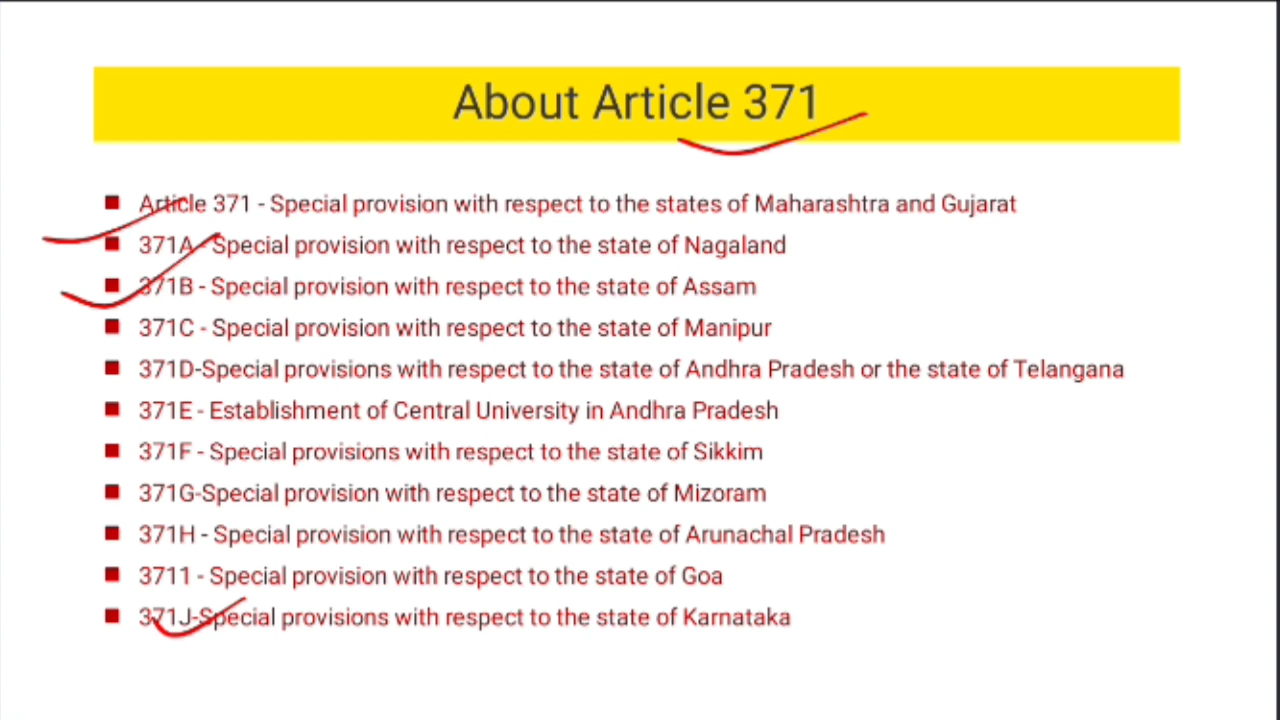 About Article 371
Article 371 - Special provision with respect to the states of Maharashtra and Gujarat
371A - Special provision with respect to the state of Nagaland
371B - Special provision with respect to the state of Assam
371C - Special provision with respect to the state of Manipur
371D-Special provisions with respect to the state of Andhra Pradesh or the state of Telangana
371E - Establishment of Central University in Andhra Pradesh
371F - Special provisions with respect to the state of Sikkim
371G-Special provision with respect to the state of Mizoram
371H - Special provision with respect to the state of Arunachal Pradesh
3711 - Special provision with respect to the state of Goa
371J-Special provisions with respect to the state of Karnataka